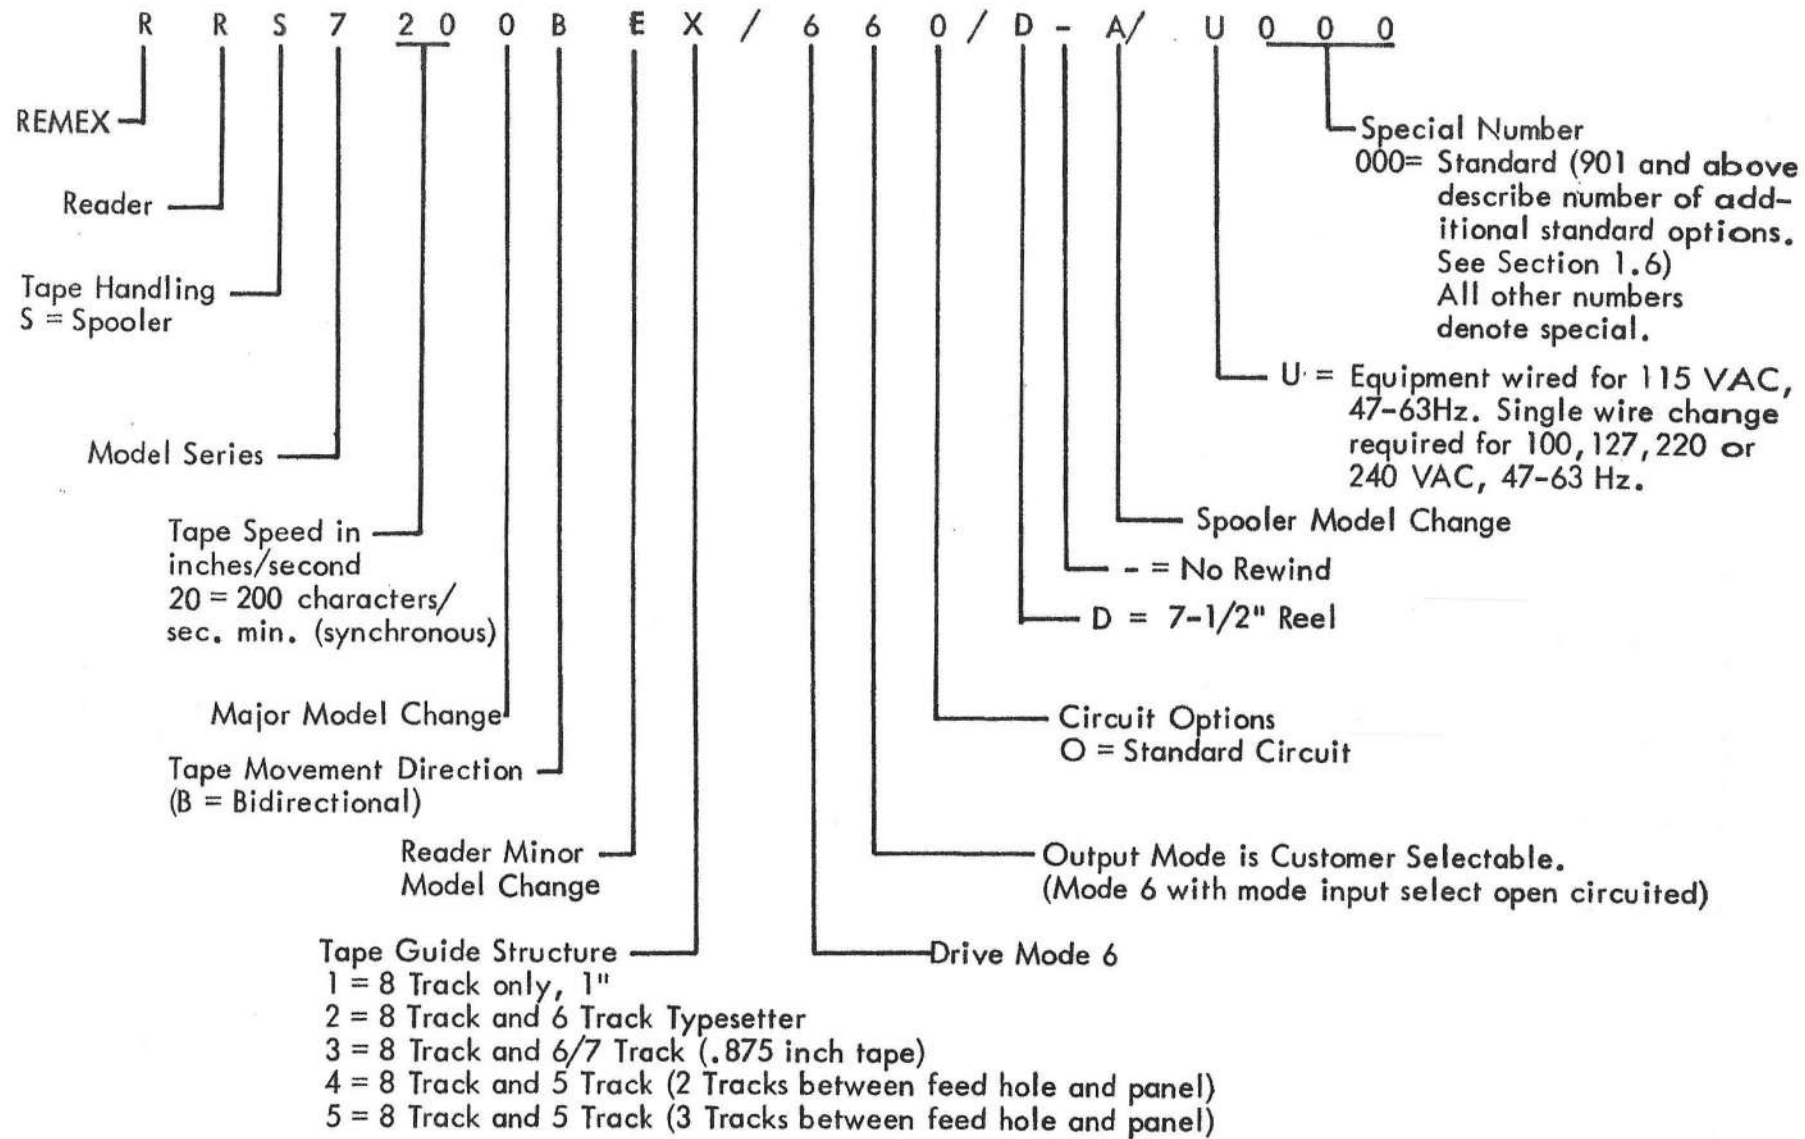 R R S 7 2 0 0 B E X / 6 6 0 / D - A / U 0 0 0
REMEX
Reader
Tape Handling
S = Spooler
Model Series
Tape Speed in
inches/second
20 = 200 characters/
sec. min. (synchronous)
Major Model Change
Tape Movement Direction
(B = Bidirectional)
Reader Minor
Model Change
Tape Guide Structure
1 = 8 Track only, 1"
2 = 8 Track and 6 Track Typesetter
3 = 8 Track and 6/7 Track (.875 inch tape)
4 = 8 Track and 5 Track (2 Tracks between feed hole and panel)
5 = 8 Track and 5 Track (3 Tracks between feed hole and panel)
Special Number
000= Standard (901 and above
describe number of add-
itional standard options.
See Section 1.6)
All other numbers
denote special.
U = Equipment wired for 115 VAC,
47-63Hz. Single wire change
required for 100, 127, 220 or
240 VAC, 47-63 Hz.
Spooler Model Change
- = No Rewind
D = 7-1/2" Reel
Circuit Options
O = Standard Circuit
Output Mode is Customer Selectable.
(Mode 6 with mode input select open circuited)
Drive Mode 6